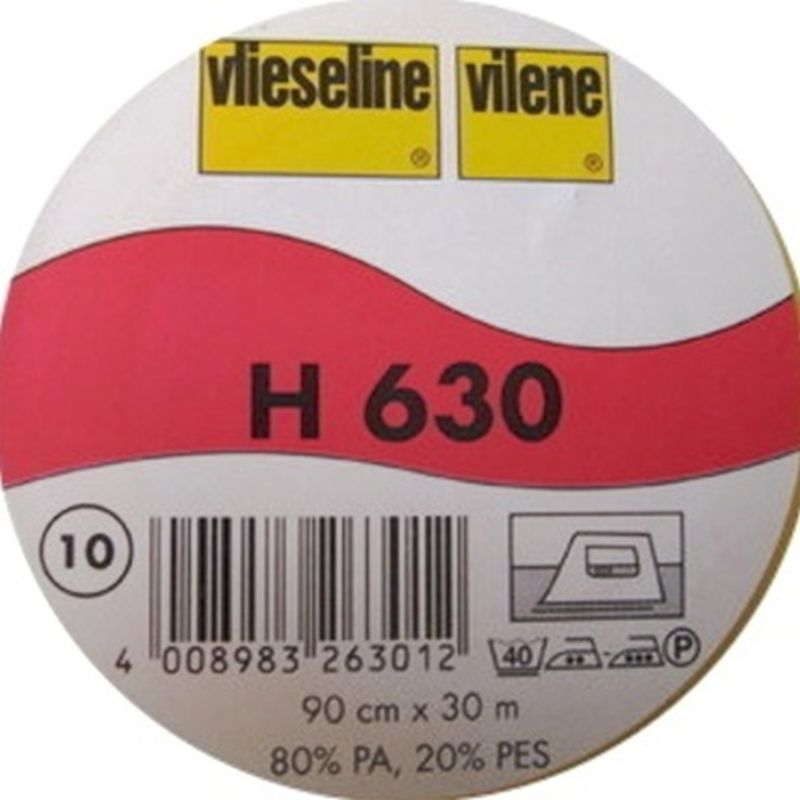 vlieseline vilene
® ®
H 630
10
4 008983 263012
40 P
90 cm x 30 m
80% PA, 20% PES